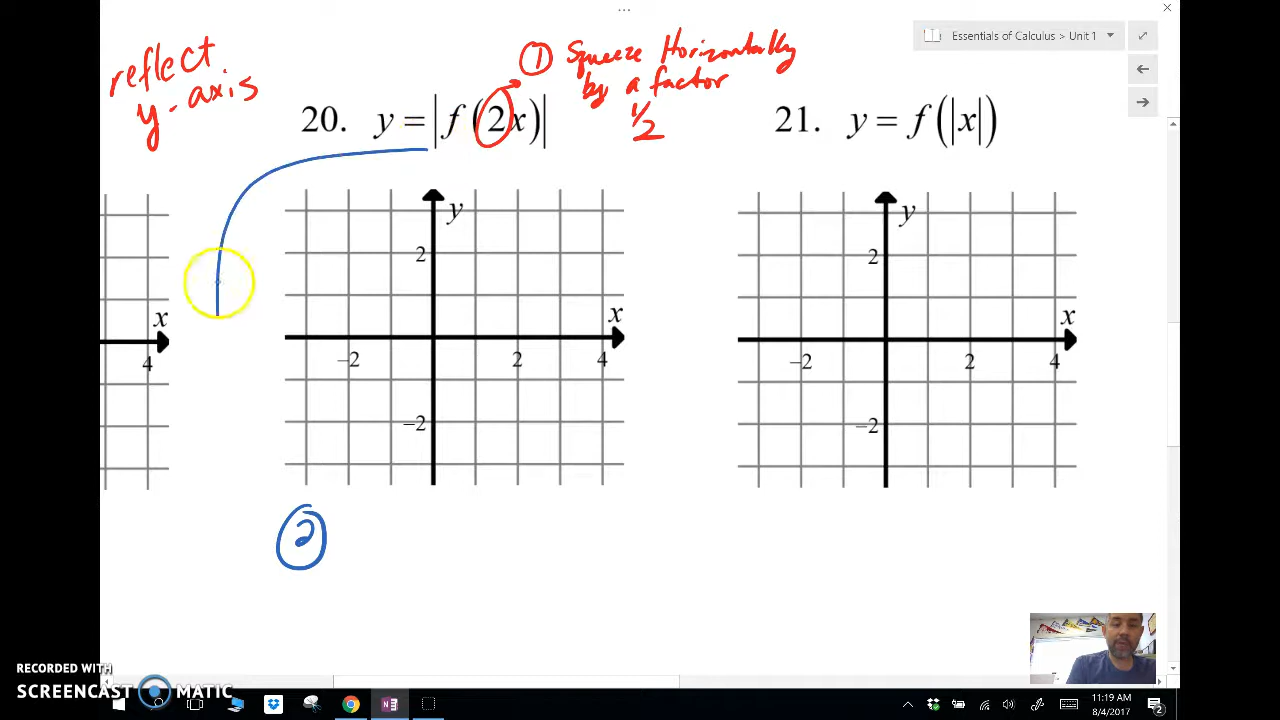 ...
Essentials of Calculus > Unit 1
reflect
y-axis
① Squeeze Horizontally
by a factor
1/2
20. y = |f(2x)|
21. y = f(|x|)
x
4
y
2
x
-2
2
4
-2
y
2
x
-2
2
4
-2
②
RECORDED WITH
SCREENCAST MATIC
11:19 AM
8/4/2017
2